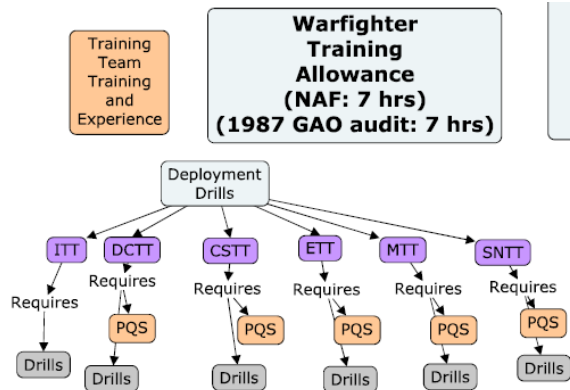 Training
Team
Training
and
Experience
Warfighter
Training
Allowance
(NAF: 7 hrs)
(1987 GAO audit: 7 hrs)
Deployment
Drills
ITT
DCTT
CSTT
ETT
MTT
SNTT
Requires
Requires
Requires
Requires
Requires
Requires
PQS
PQS
PQS
PQS
PQS
Drills
Drills
Drills
Drills
Drills
Drills